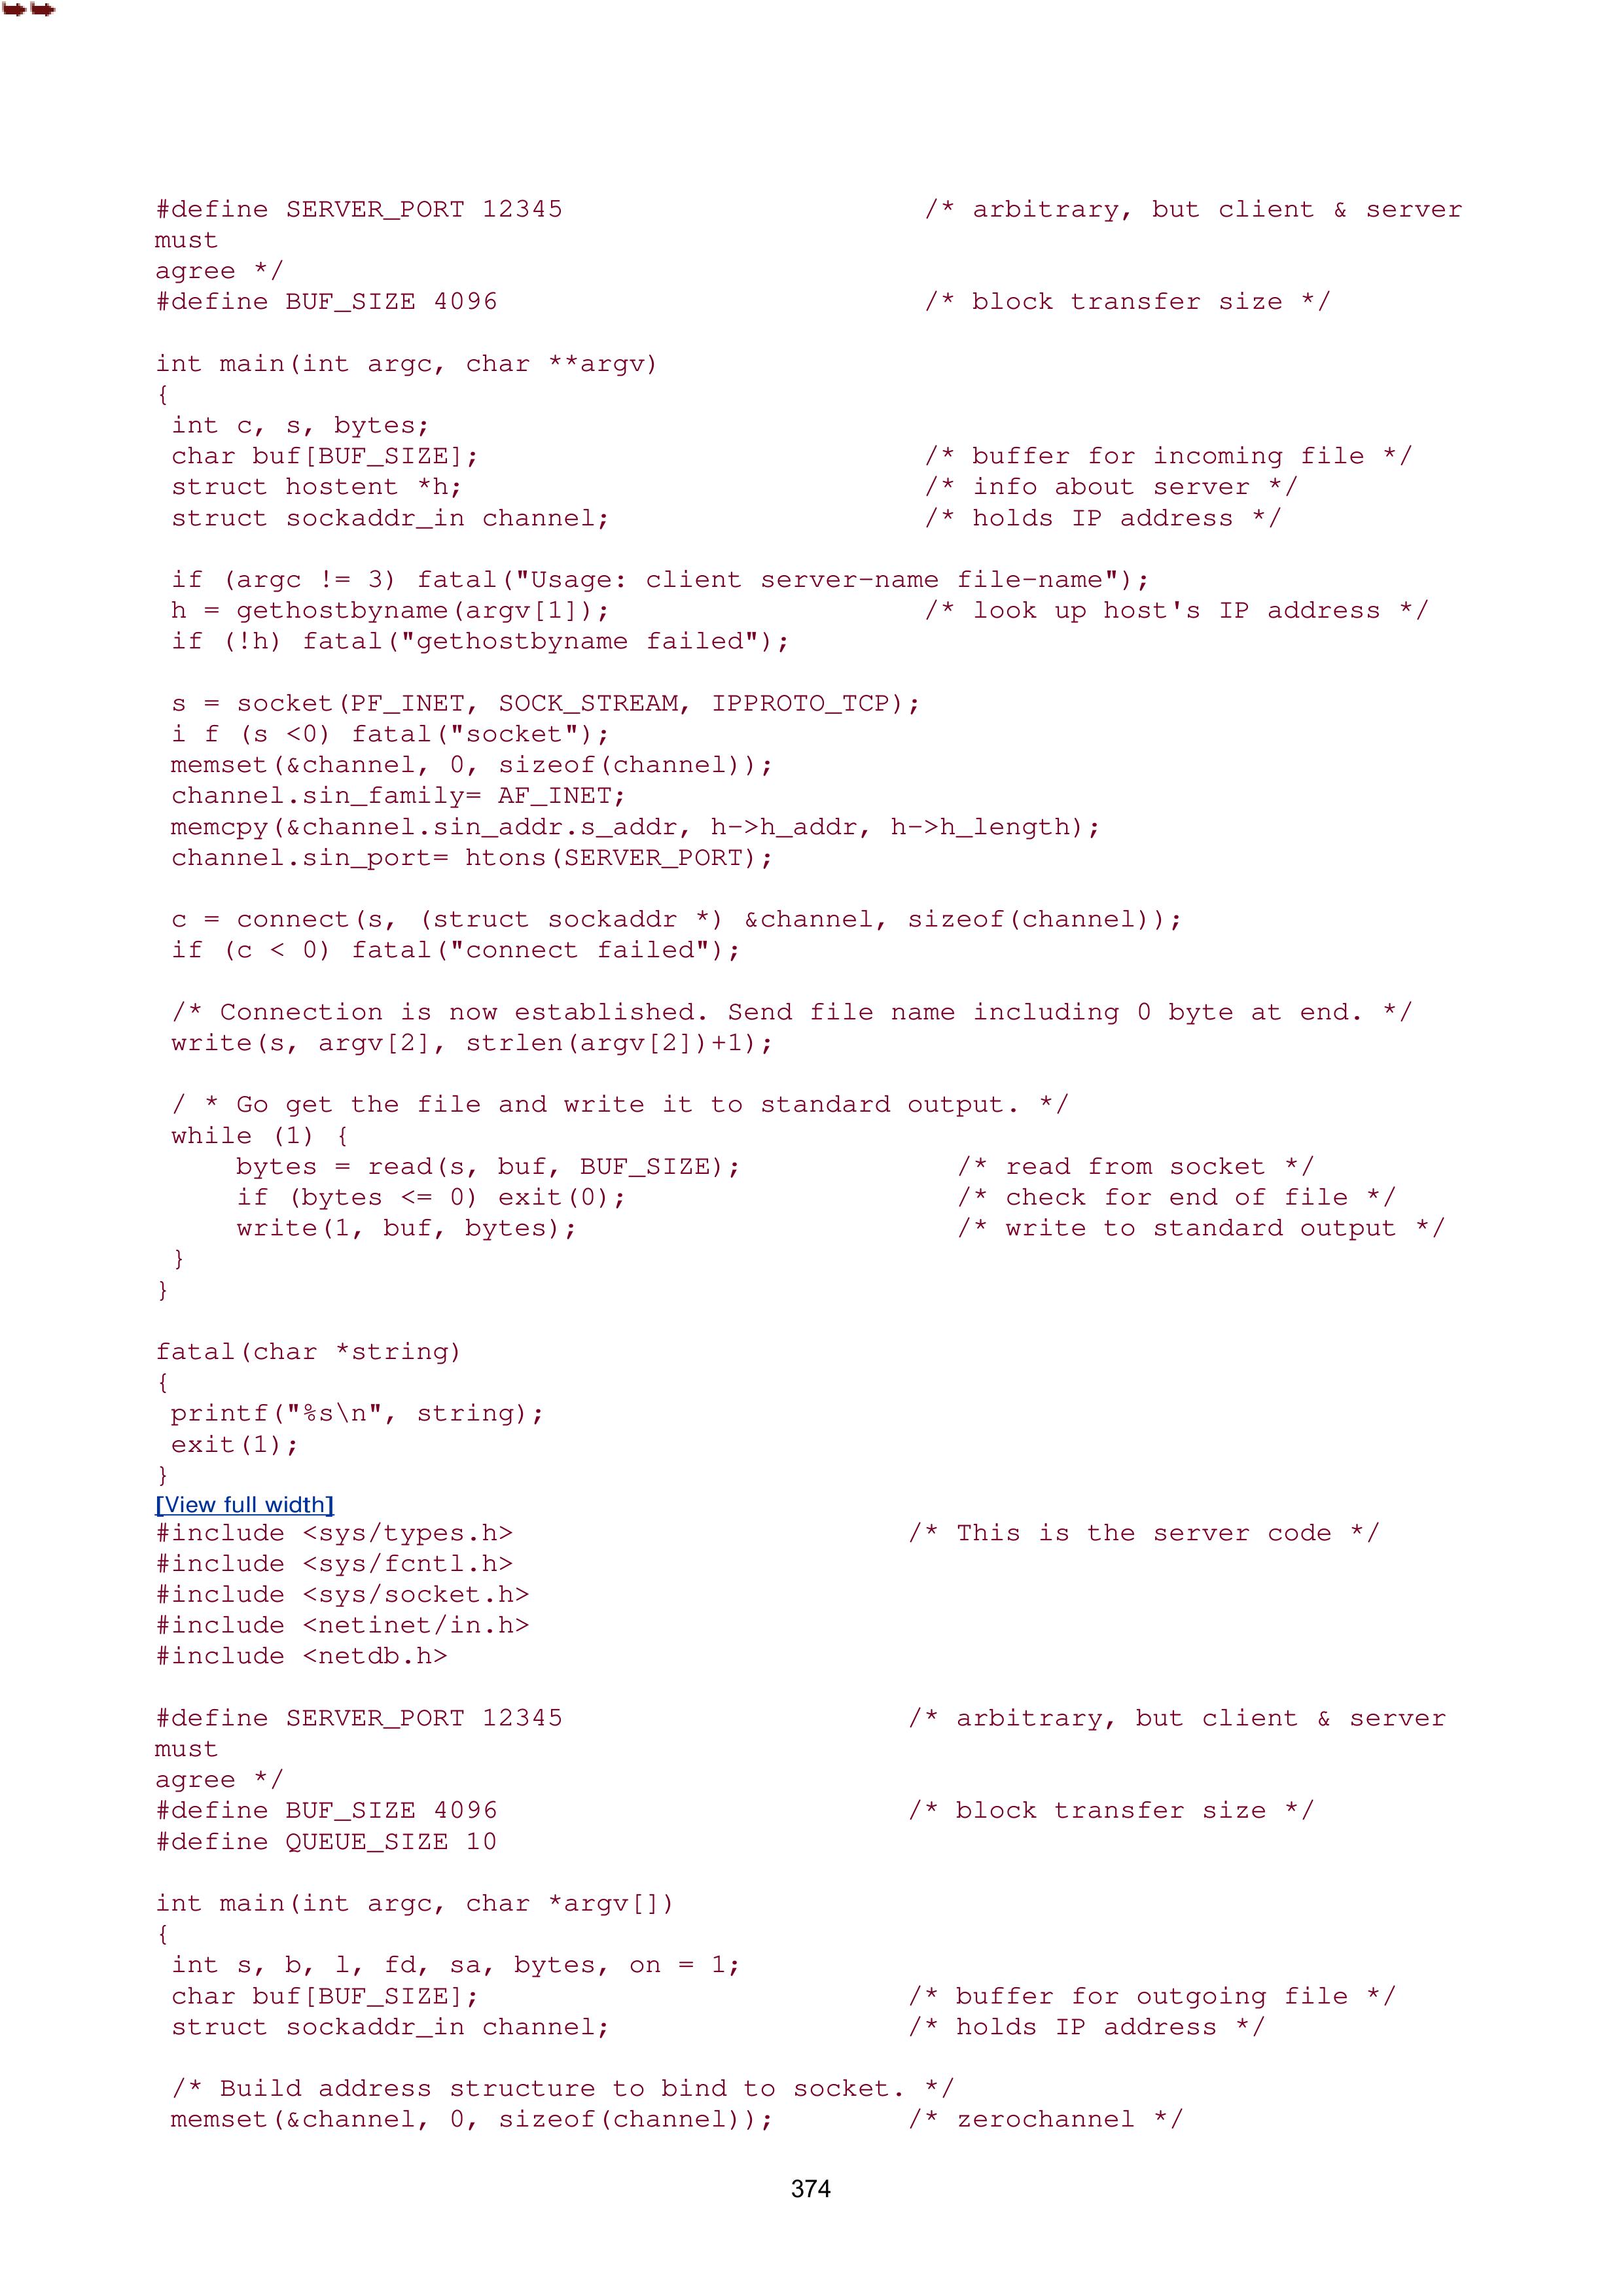 #define SERVER_PORT 12345 /* arbitrary, but client & server
must
agree */
#define BUF_SIZE 4096 /* block transfer size */
int main(int argc, char **argv)
{
int c, s, bytes;
char buf[BUF_SIZE]; /* buffer for incoming file */
struct hostent *h; /* info about server */
struct sockaddr_in channel; /* holds IP address */
if (argc != 3) fatal("Usage: client server-name file-name");
h = gethostbyname(argv[1]); /* look up host's IP address */
if (!h) fatal("gethostbyname failed");
s = socket(PF_INET, SOCK_STREAM, IPPROTO_TCP);
i f (s <0) fatal("socket");
memset(&channel, 0, sizeof(channel));
channel.sin_family= AF_INET;
memcpy(&channel.sin_addr.s_addr, h->h_addr, h->h_length);
channel.sin_port= htons(SERVER_PORT);
c = connect(s, (struct sockaddr *) &channel, sizeof(channel));
if (c < 0) fatal("connect failed");
/* Connection is now established. Send file name including 0 byte at end. */
write(s, argv[2], strlen(argv[2])+1);
/ * Go get the file and write it to standard output. */
while (1) {
bytes = read(s, buf, BUF_SIZE); /* read from socket */
if (bytes <= 0) exit(0); /* check for end of file */
write(1, buf, bytes); /* write to standard output */
}
}
fatal(char *string)
{
printf("%s\n", string);
exit(1);
}
[View full width]
#include <sys/types.h> /* This is the server code */
#include <sys/fcntl.h>
#include <sys/socket.h>
#include <netinet/in.h>
#include <netdb.h>
#define SERVER_PORT 12345 /* arbitrary, but client & server
must
agree */
#define BUF_SIZE 4096 /* block transfer size */
#define QUEUE_SIZE 10
int main(int argc, char *argv[])
{
int s, b, l, fd, sa, bytes, on = 1;
char buf[BUF_SIZE]; /* buffer for outgoing file */
struct sockaddr_in channel; /* holds IP address */
/* Build address structure to bind to socket. */
memset(&channel, 0, sizeof(channel)); /* zerochannel */
374